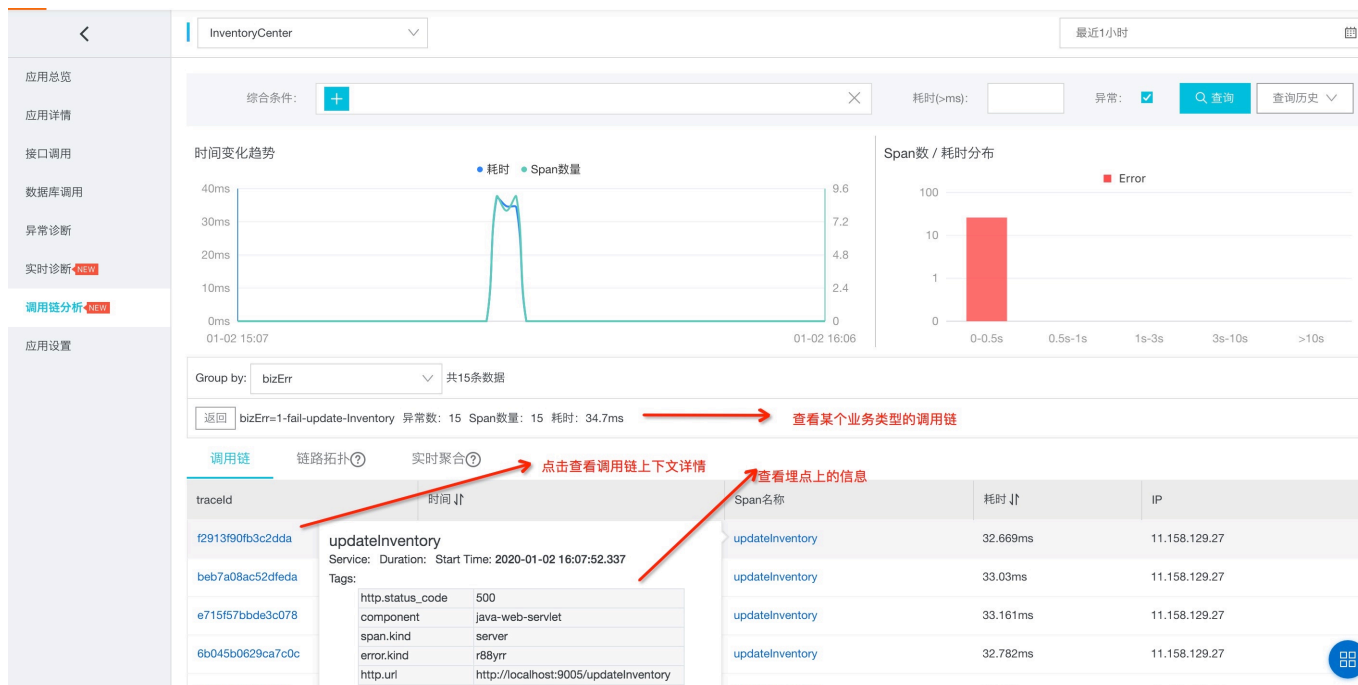 InventoryCenter
最近1小时
应用总览
应用详情
接口调用
数据库调用
异常诊断
实时诊断 NEW
调用链分析 NEW
应用设置
综合条件:
耗时(>ms):
异常:
查询
查询历史
时间变化趋势
耗时 Span数量
40ms
30ms
20ms
10ms
0ms
9.6
7.2
4.8
2.4
0
01-02 15:07
01-02 16:06
Span数 / 耗时分布
Error
100
10
1
0
0-0.5s 0.5s-1s 1s-3s 3s-10s >10s
Group by: bizErr 共15条数据
返回 bizErr=1-fail-update-Inventory 异常数: 15 Span数量: 15 耗时: 34.7ms
查看某个业务类型的调用链
调用链 链路拓扑 实时聚合
点击查看调用链上下文详情
查看埋点上的信息
traceId 时间 Span名称 耗时 IP
f2913f90fb3c2dda updateInventory 32.669ms 11.158.129.27
beb7a08ac52dfeda updateInventory 33.03ms 11.158.129.27
e715f57bbde3c078 updateInventory 33.161ms 11.158.129.27
6b045b0629ca7c0c updateInventory 32.782ms 11.158.129.27
updateInventory
Service: Duration: Start Time: 2020-01-02 16:07:52.337
Tags:
http.status_code 500
component java-web-servlet
span.kind server
error.kind r88yrr
http.url http://localhost:9005/updateInventory